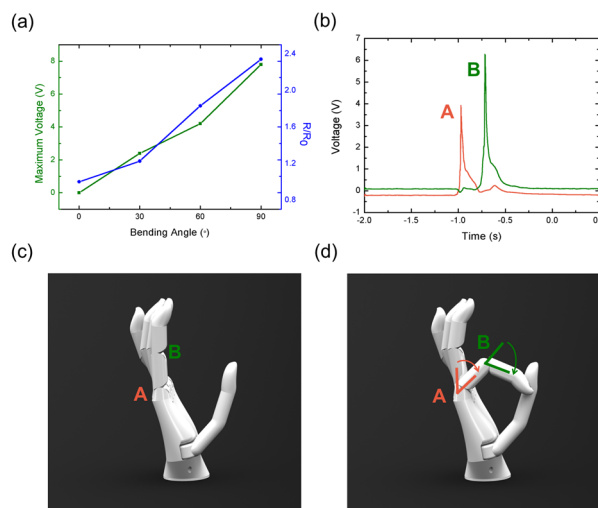 (a)
Maximum Voltage (V)
8
6
4
2
0
2.4
2.0
1.6
1.2
0.8
R/R0
0 30 60 90
Bending Angle (◦)
(b)
Voltage (V)
7
6
5
4
3
2
1
0
-1
A
B
-2.0 -1.5 -1.0 -0.5 0.0
Time (s)
(c)
B
A
(d)
B
A